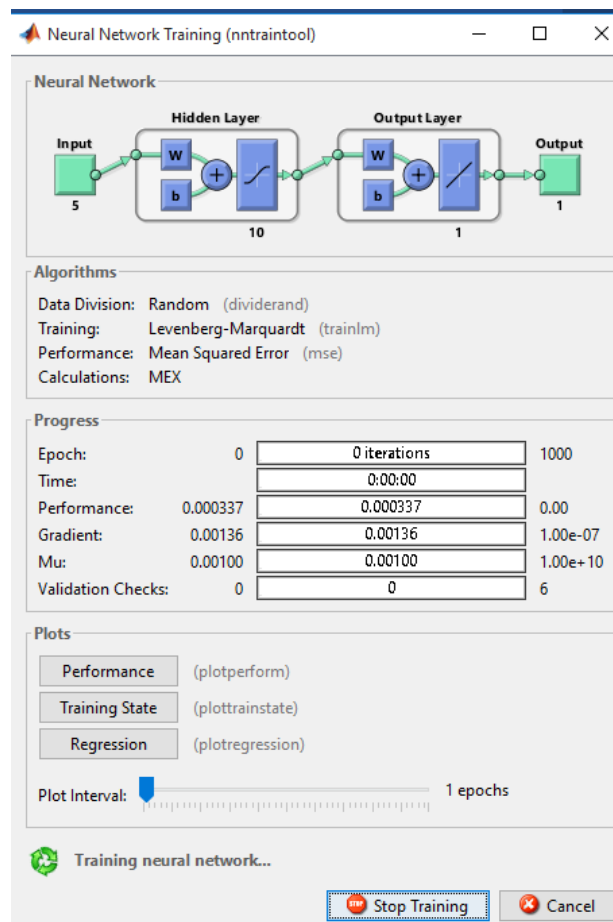 Neural Network Training (nntraintool)
Neural Network
Hidden Layer Output Layer
Input Output
W W
+ +
b b
5 10 1 1
Algorithms
Data Division: Random (dividerand)
Training: Levenberg-Marquardt (trainlm)
Performance: Mean Squared Error (mse)
Calculations: MEX
Progress
Epoch: 0 0 iterations 1000
Time: 0:00:00
Performance: 0.000337 0.000337 0.00
Gradient: 0.00136 0.00136 1.00e-07
Mu: 0.00100 0.00100 1.00e+10
Validation Checks: 0 0 6
Plots
Performance (plotperform)
Training State (plottrainstate)
Regression (plotregression)
Plot Interval: 1 epochs
Training neural network...
STOP Stop Training Cancel